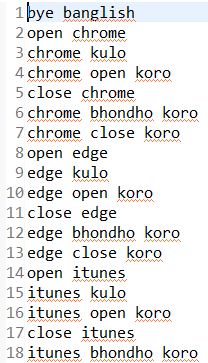 1 bye banglish
2 open chrome
3 chrome kulo
4 chrome open koro
5 close chrome
6 chrome bhondho koro
7 chrome close koro
8 open edge
9 edge kulo
10 edge open koro
11 close edge
12 edge bhondho koro
13 edge close koro
14 open itunes
15 itunes kulo
16 itunes open koro
17 close itunes
18 itunes bhondho koro